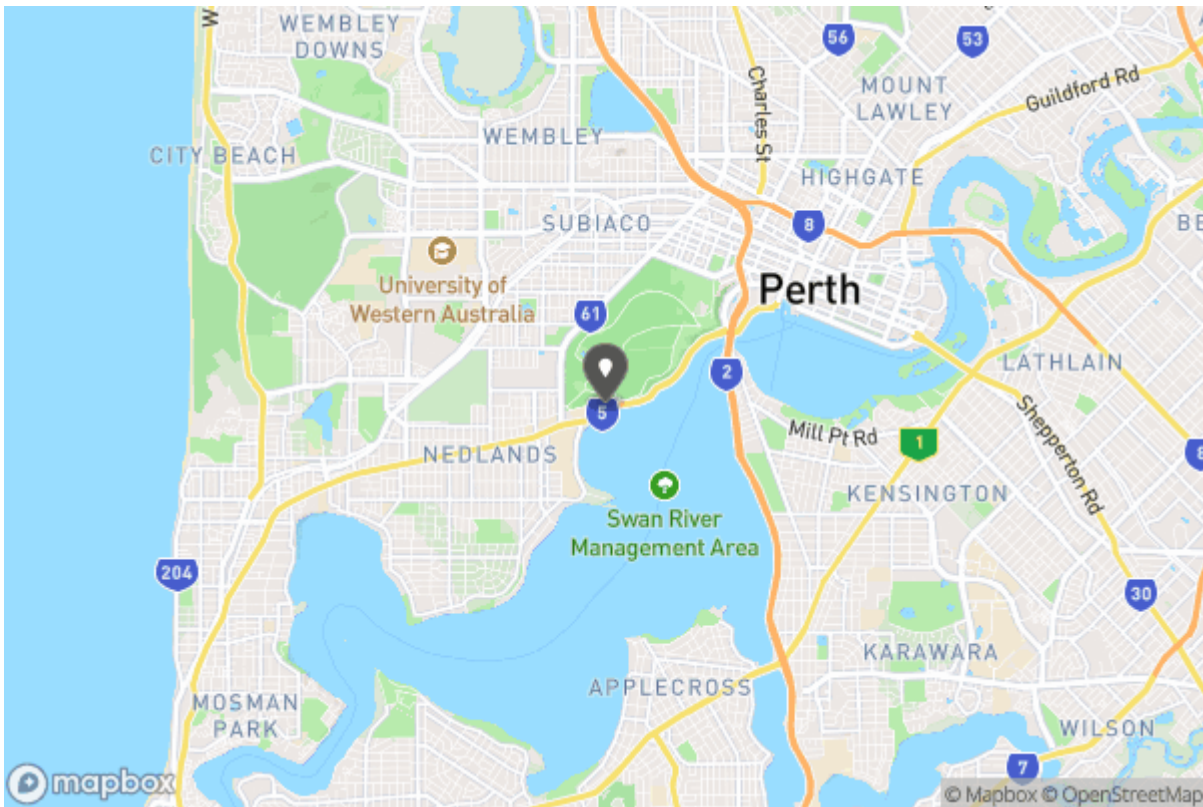 W
WEMBLEY
DOWNS
56
53
Charles St
MOUNT
LAWLEY
Guildford Rd
WEMBLEY
CITY BEACH
HIGHGATE
SUBIACO
8
BE
University of
Western Australia
Perth
61
LATHLAIN
2
5
Mill Pt Rd
1
Shepperton Rd
8
NEDLANDS
KENSINGTON
Swan River
Management Area
204
30
KARAWARA
APPLECROSS
MOSMAN
PARK
WILSON
7
mapbox
© Mapbox © OpenStreetMap